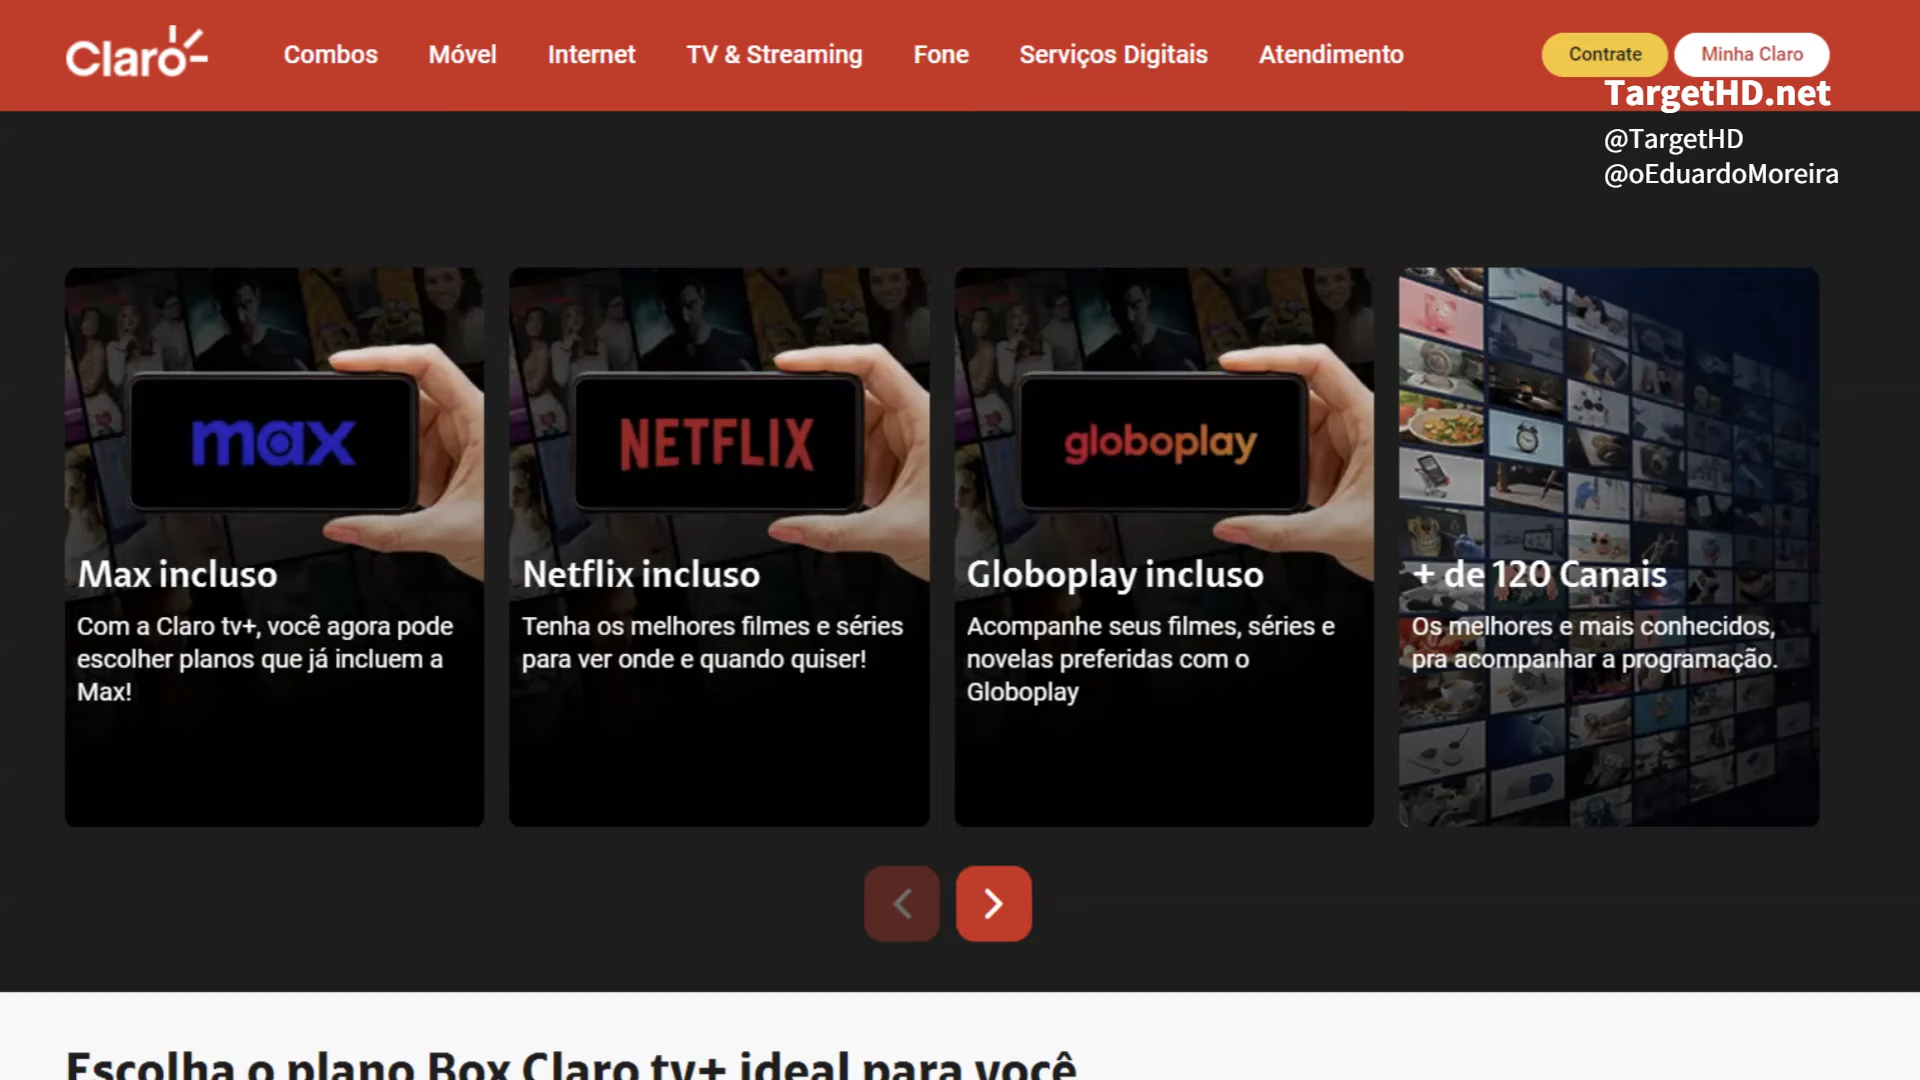 Claro
Combos
Móvel
Internet
TV & Streaming
Fone
Serviços Digitais
Atendimento
Contrate
Minha Claro
TargetHD.net
@TargetHD
@oEduardoMoreira
max
Max incluso
Com a Claro tv+, você agora pode
escolher planos que já incluem a
Max!
NETFLIX
Netflix incluso
Tenha os melhores filmes e séries
para ver onde e quando quiser!
globoplay
Globoplay incluso
Acompanhe seus filmes, séries e
novelas preferidas com o
Globoplay
+ de 120 Canais
Os melhores e mais conhecidos,
pra acompanhar a programação.
Escolha o plano Box Claro tv+ ideal para você